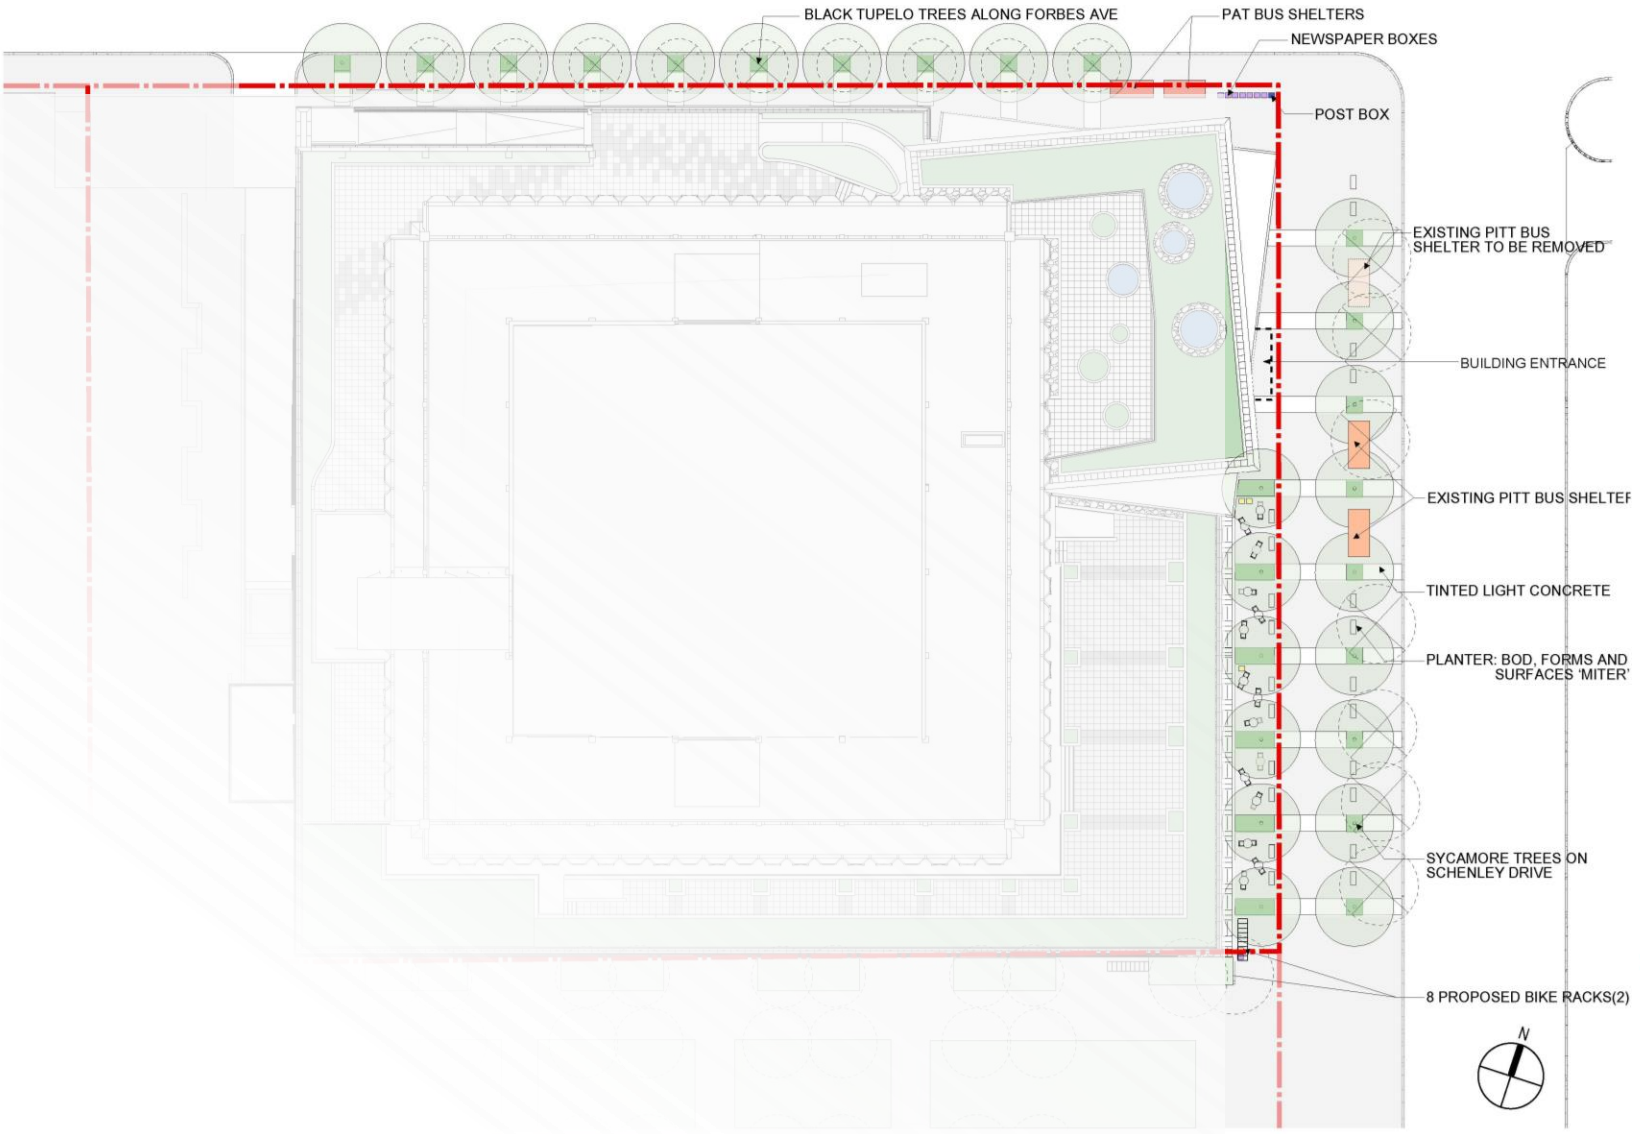 BLACK TUPELO TREES ALONG FORBES AVE
PAT BUS SHELTERS
NEWSPAPER BOXES
POST BOX
EXISTING PITT BUS
SHELTER TO BE REMOVED
BUILDING ENTRANCE
EXISTING PITT BUS SHELTER
TINTED LIGHT CONCRETE
PLANTER: BOD, FORMS AND
SURFACES 'MITER'
SYCAMORE TREES ON
SCHENLEY DRIVE
8 PROPOSED BIKE RACKS(2)
N